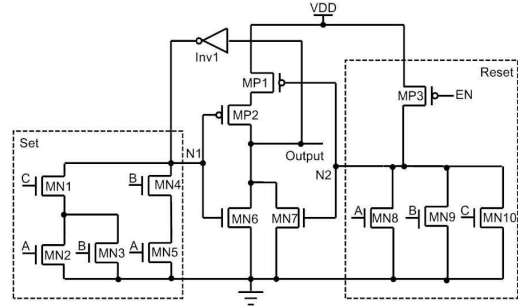 VDD
Inv1
Reset
MP1
MP3
EN
MP2
Set
N1
Output
N2
C
MN1
B
MN4
MN6
MN7
A
MN8
B
MN9
C
MN10
A
MN2
B
MN3
A
MN5